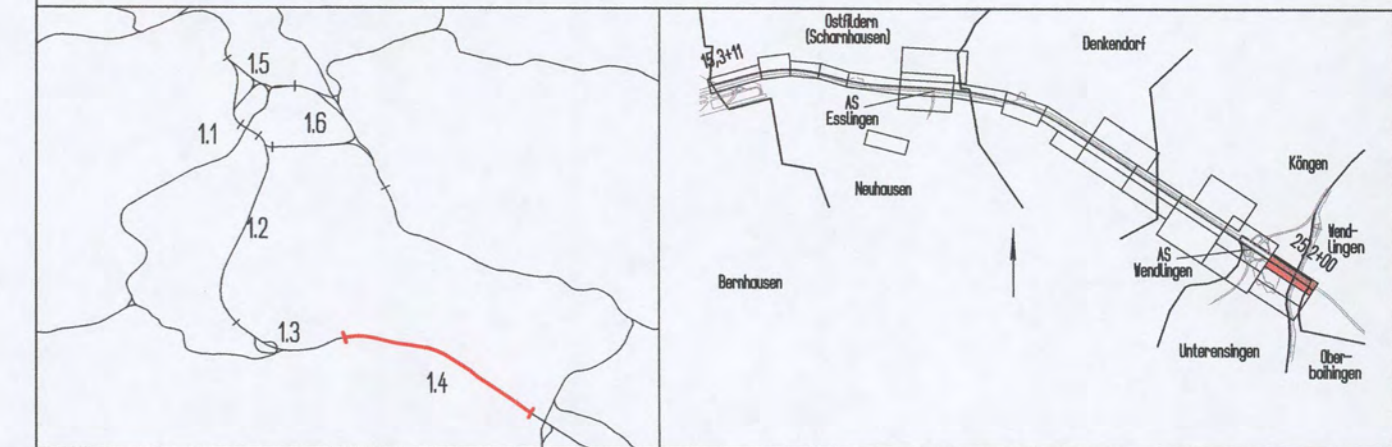 1.5
1.1
1.6
1.2
1.3
1.4
Ostfildern
(Scharnhausen)
Denkendorf
15,3+11
AS
Esslingen
Neuhausen
Köngen
Wend-
lingen
25,2+00
AS
Wendlingen
Bernhausen
Unterensingen
Ober-
boihingen